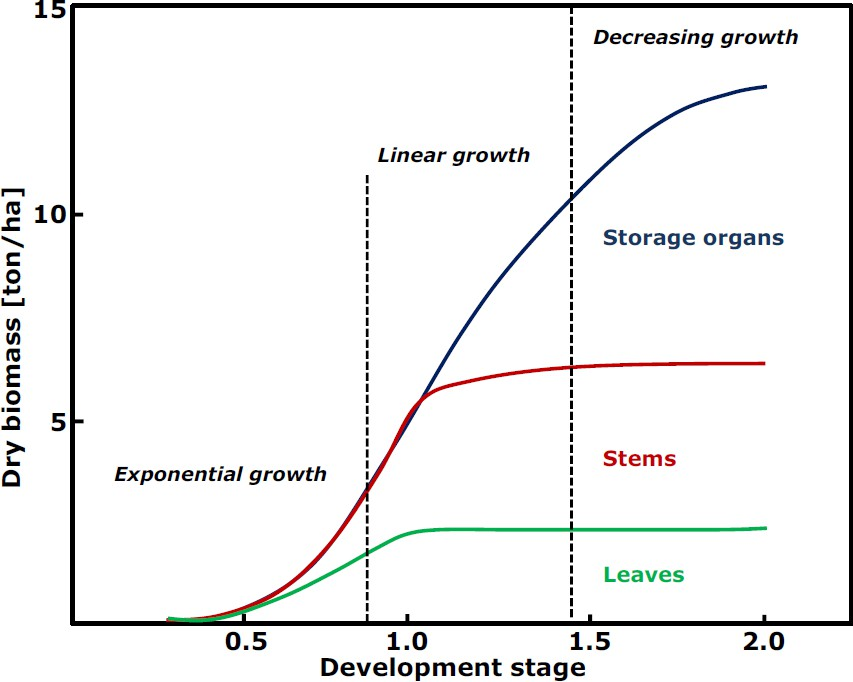 15
Decreasing growth
Linear growth
10
Storage organs
Dry biomass [ton/ha]
5
Stems
Exponential growth
Leaves
0.5 1.0 1.5 2.0
Development stage